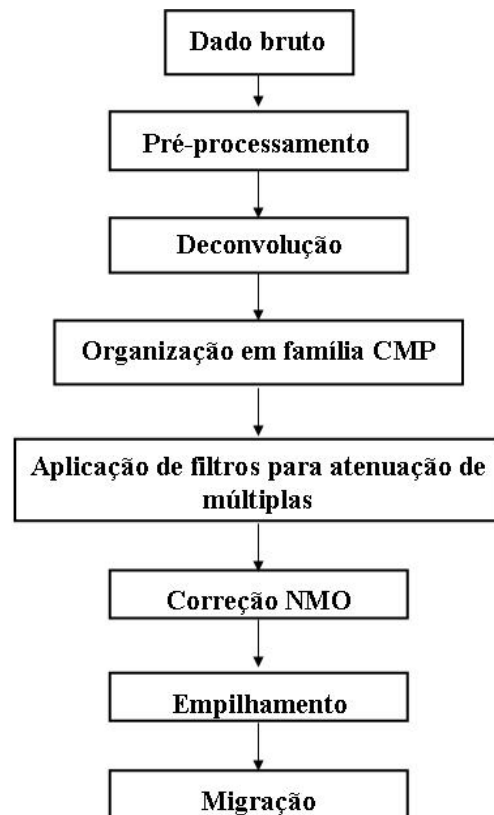 Dado bruto
Pré-processamento
Deconvolução
Organização em família CMP
Aplicação de filtros para atenuação de
múltiplas
Correção NMO
Empilhamento
Migração